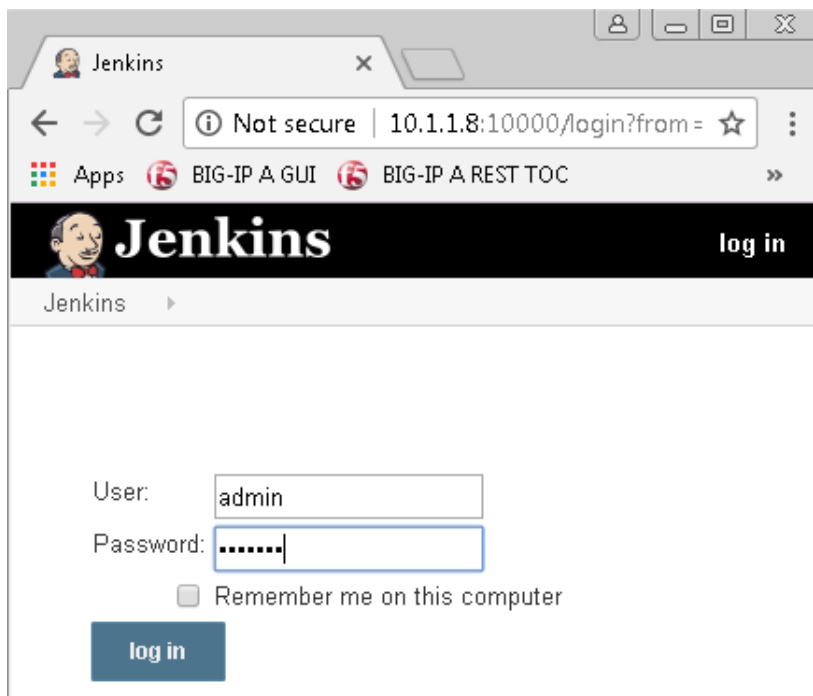 Jenkins
Not secure | 10.1.1.8:10000/login?from=
Apps BIG-IP A GUI BIG-IP A REST TOC »
Jenkins log in
Jenkins
User: admin
Password: •••••••
Remember me on this computer
log in